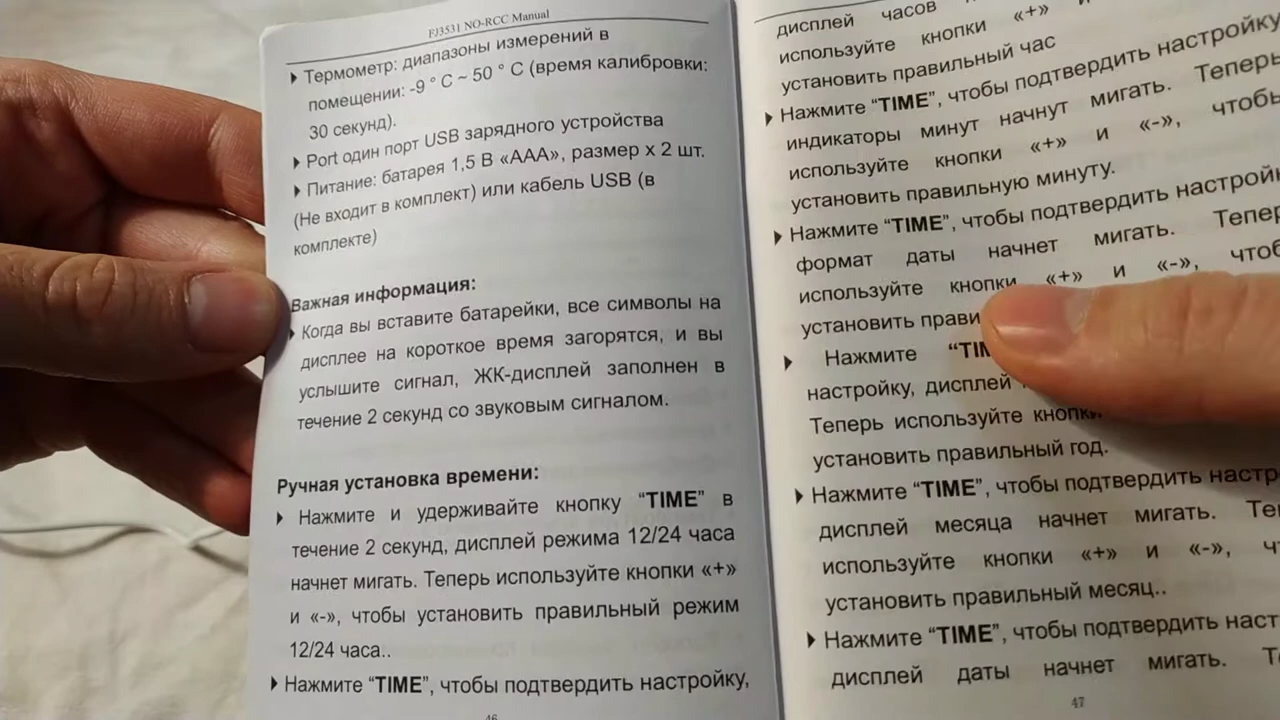 FJ3531 NO-RCC Manual
Термометр: диапазоны измерений в
помещении: -9 ° C ~ 50 ° C (время калибровки:
30 секунд).
Port один порт USB зарядного устройства
Питание: батарея 1,5 В «AAA», размер x 2 шт.
(Не входит в комплект) или кабель USB (в
комплекте)
Важная информация:
Когда вы вставите батарейки, все символы на
дисплее на короткое время загорятся, и вы
услышите сигнал, ЖК-дисплей заполнен в
течение 2 секунд со звуковым сигналом.
Ручная установка времени:
Нажмите и удерживайте кнопку “TIME” в
течение 2 секунд, дисплей режима 12/24 часа
начнет мигать. Теперь используйте кнопки «+»
и «-», чтобы установить правильный режим
12/24 часа..
Нажмите “TIME”, чтобы подтвердить настройку,
46
дисплей часов
используйте кнопки «+»
установить правильный час
Нажмите “TIME”, чтобы подтвердить настройку
индикаторы минут начнут мигать. Теперь
используйте кнопки «+» и «-», чтобы
установить правильную минуту.
Нажмите “TIME”, чтобы подтвердить
формат даты начнет мигать.
используйте кнопки «+» и «-»,
установить
Нажмите
настройку, дисплей
Теперь используйте кнопки
установить правильный год.
Нажмите “TIME”, чтобы подтвердить
дисплей месяца начнет мигать.
используйте кнопки «+» и «-»,
установить правильный месяц..
Нажмите “TIME”, чтобы подтвердить
дисплей даты начнет мигать.
47